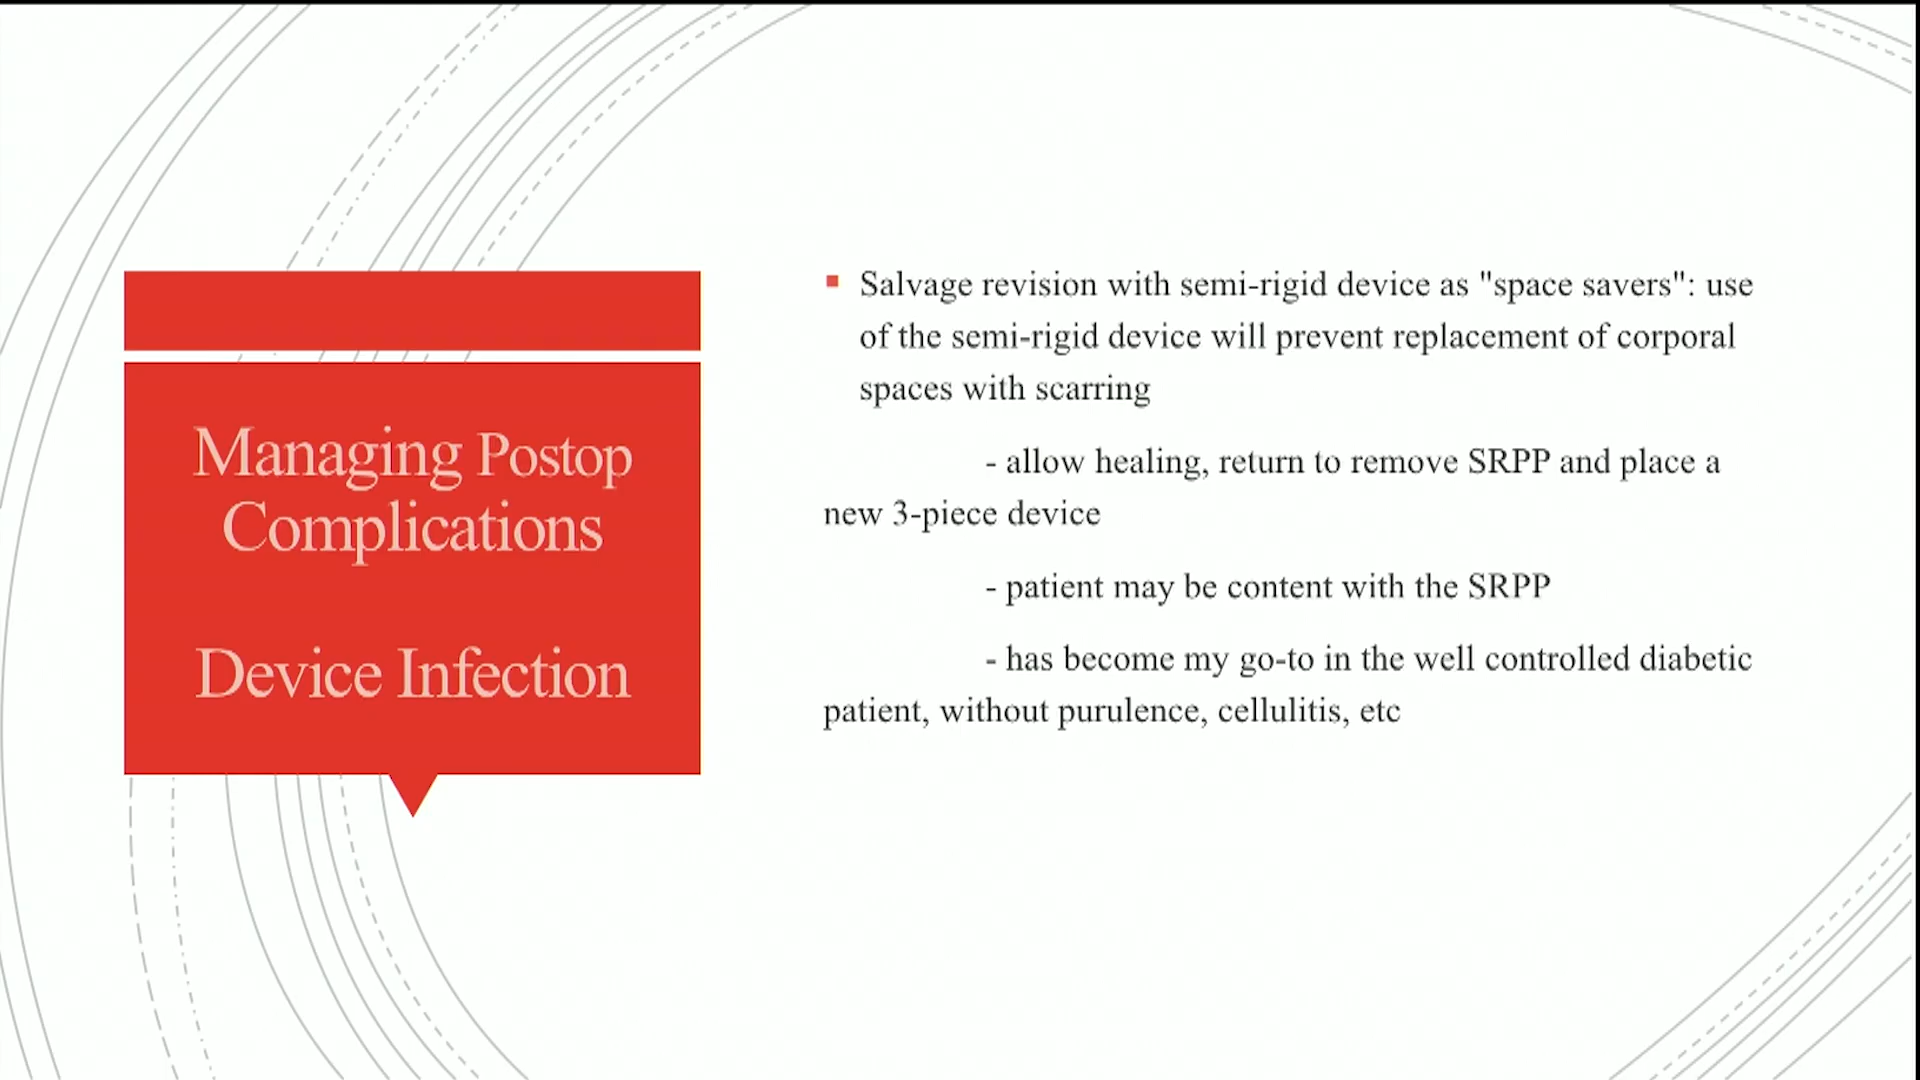 Managing Postop
Complications
Device Infection
Salvage revision with semi-rigid device as "space savers": use
of the semi-rigid device will prevent replacement of corporal
spaces with scarring
- allow healing, return to remove SRPP and place a
new 3-piece device
- patient may be content with the SRPP
- has become my go-to in the well controlled diabetic
patient, without purulence, cellulitis, etc